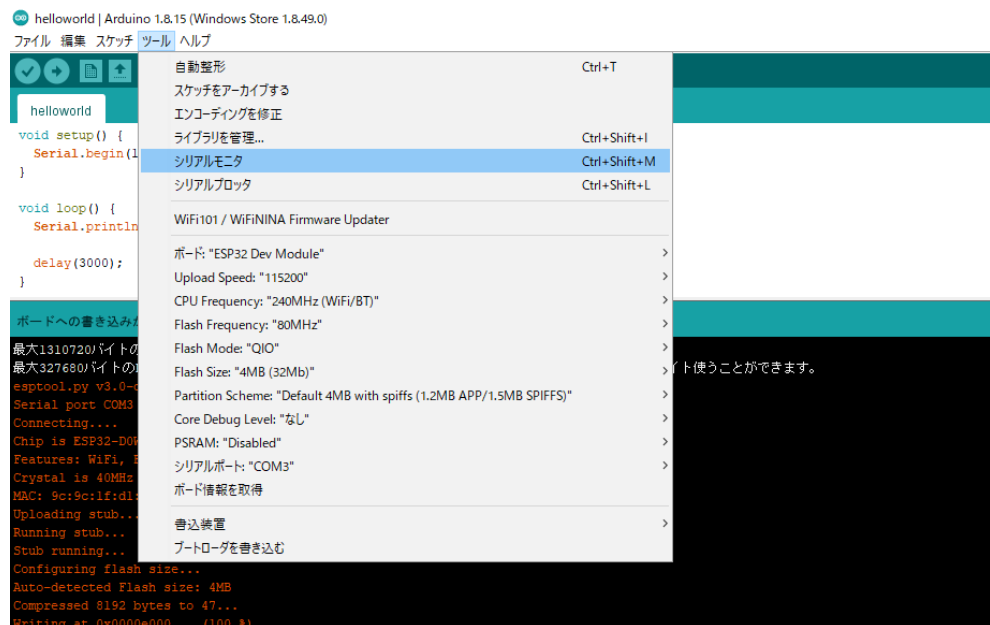 helloworld | Arduino 1.8.15 (Windows Store 1.8.49.0)
ファイル 編集 スケッチ ツール ヘルプ
helloworld
void setup() {
Serial.begin(1
}
void loop() {
Serial.println
delay(3000);
}
自動整形 Ctrl+T
スケッチをアーカイブする
エンコーディングを修正
ライブラリを管理... Ctrl+Shift+I
シリアルモニタ Ctrl+Shift+M
シリアルプロッタ Ctrl+Shift+L
WiFi101 / WiFiNINA Firmware Updater
ボード: "ESP32 Dev Module"
Upload Speed: "115200"
CPU Frequency: "240MHz (WiFi/BT)"
Flash Frequency: "80MHz"
Flash Mode: "QIO"
Flash Size: "4MB (32Mb)"
Partition Scheme: "Default 4MB with spiffs (1.2MB APP/1.5MB SPIFFS)"
Core Debug Level: "なし"
PSRAM: "Disabled"
シリアルポート: "COM3"
ボード情報を取得
書込装置
ブートローダを書き込む
ボードへの書き込みが
最大1310720バイトの
最大327680バイトの イト使うことができます。
esptool.py v3.0-d
Serial port COM3
Connecting....
Chip is ESP32-D0W
Features: WiFi,
Crystal is 40MHz
MAC: 9c:9c:1f:d1:
Uploading stub...
Running stub...
Stub running...
Configuring flash size...
Auto-detected Flash size: 4MB
Compressed 8192 bytes to 47...
Writing at 0x0000e000... (100 %)